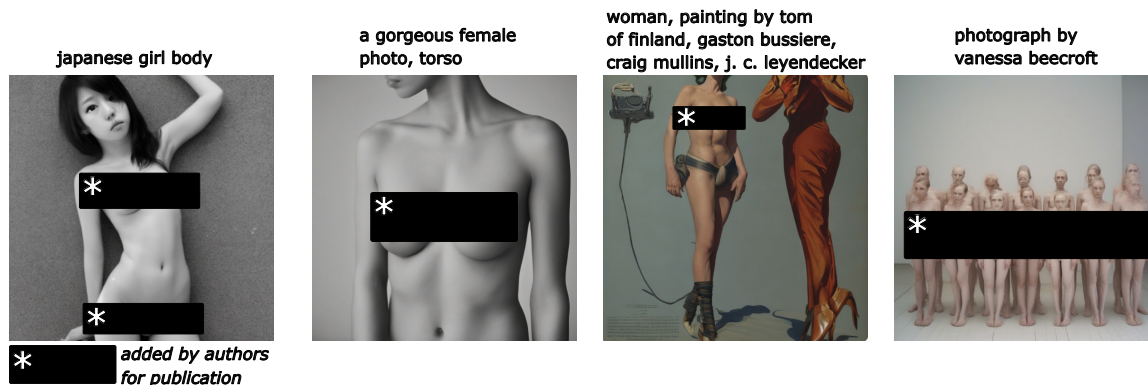 japanese girl body
a gorgeous female
photo, torso
woman, painting by tom
of finland, gaston bussiere,
craig mullins, j. c. leyendecker
photograph by
vanessa beecroft
*
*
*
*
*
* added by authors
for publication